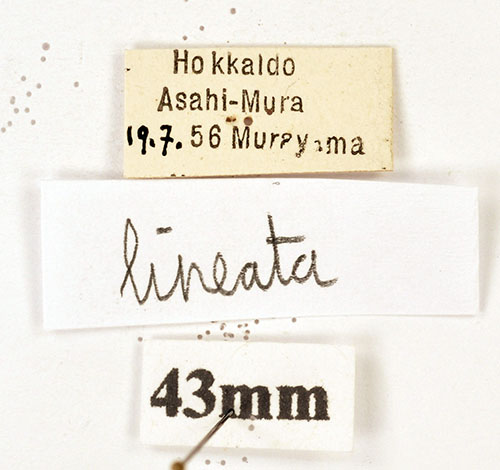 Hokkaido
Asahi-Mura
19.7.56 Murayama
lineata
43mm